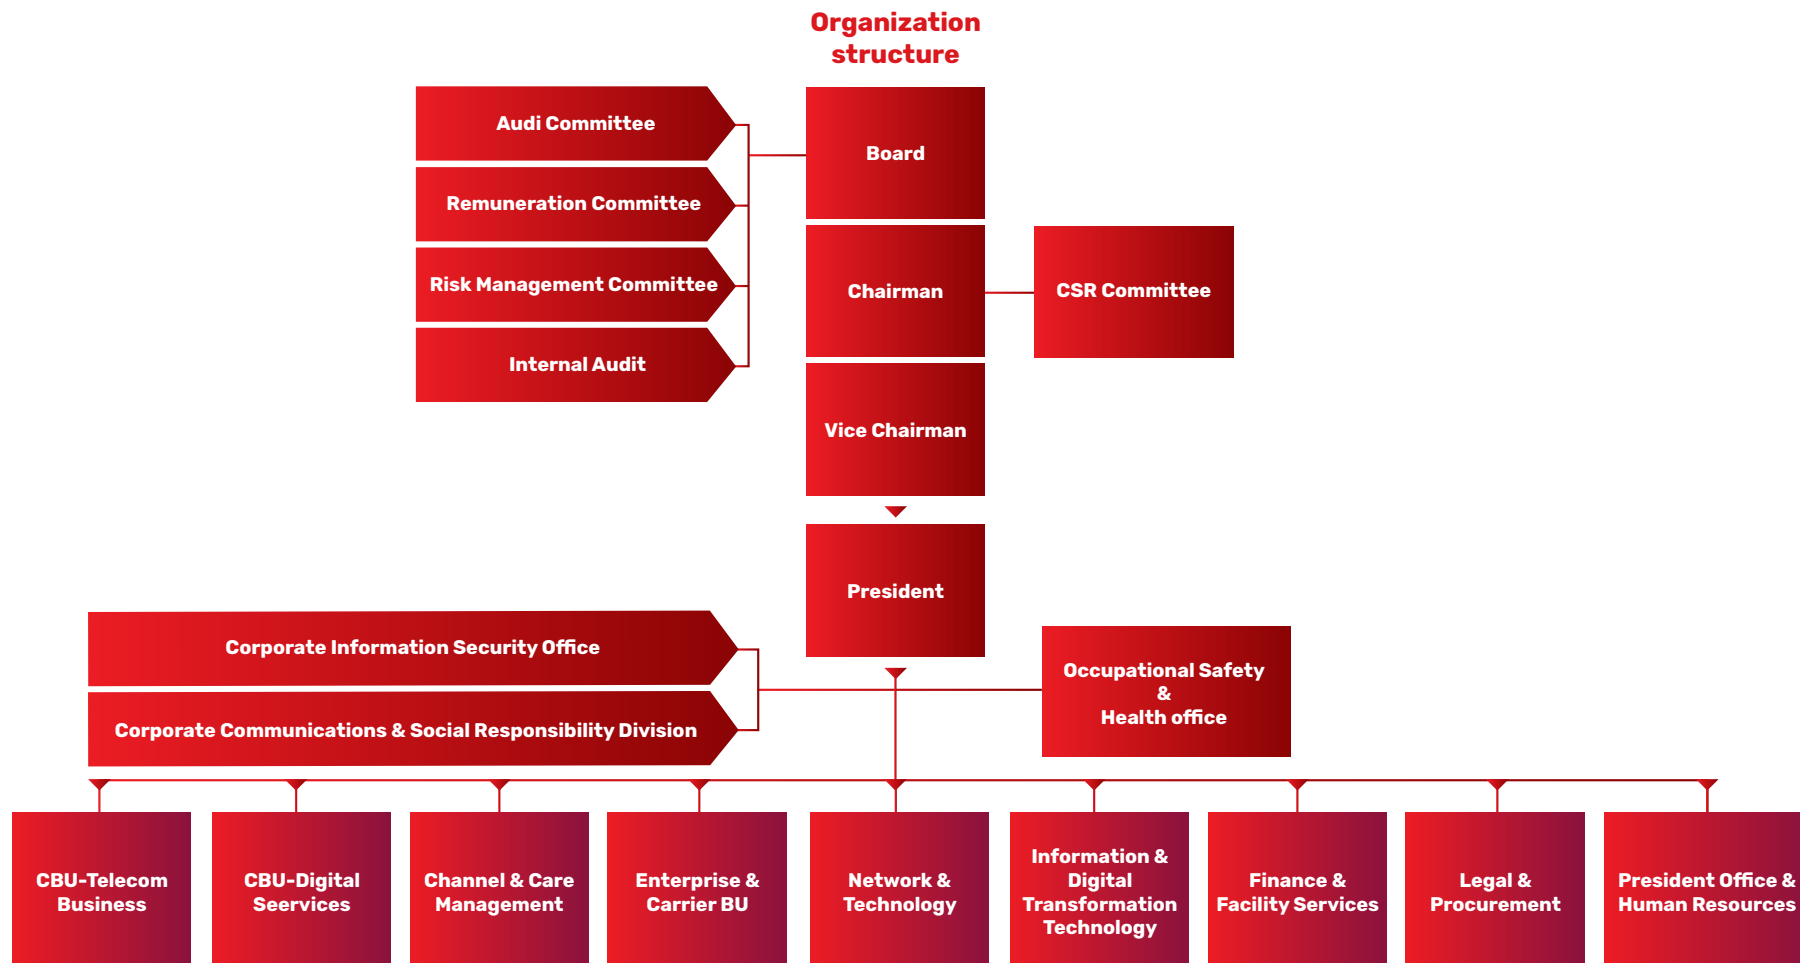 Organization
structure
Audi Committee
Remuneration Committee
Risk Management Committee
Internal Audit
Board
Chairman
CSR Committee
Vice Chairman
President
Corporate Information Security Office
Corporate Communications & Social Responsibility Division
Occupational Safety
&
Health office
CBU-Telecom
Business
CBU-Digital
Seervices
Channel & Care
Management
Enterprise &
Carrier BU
Network &
Technology
Information &
Digital
Transformation
Technology
Finance &
Facility Services
Legal &
Procurement
President Office &
Human Resources